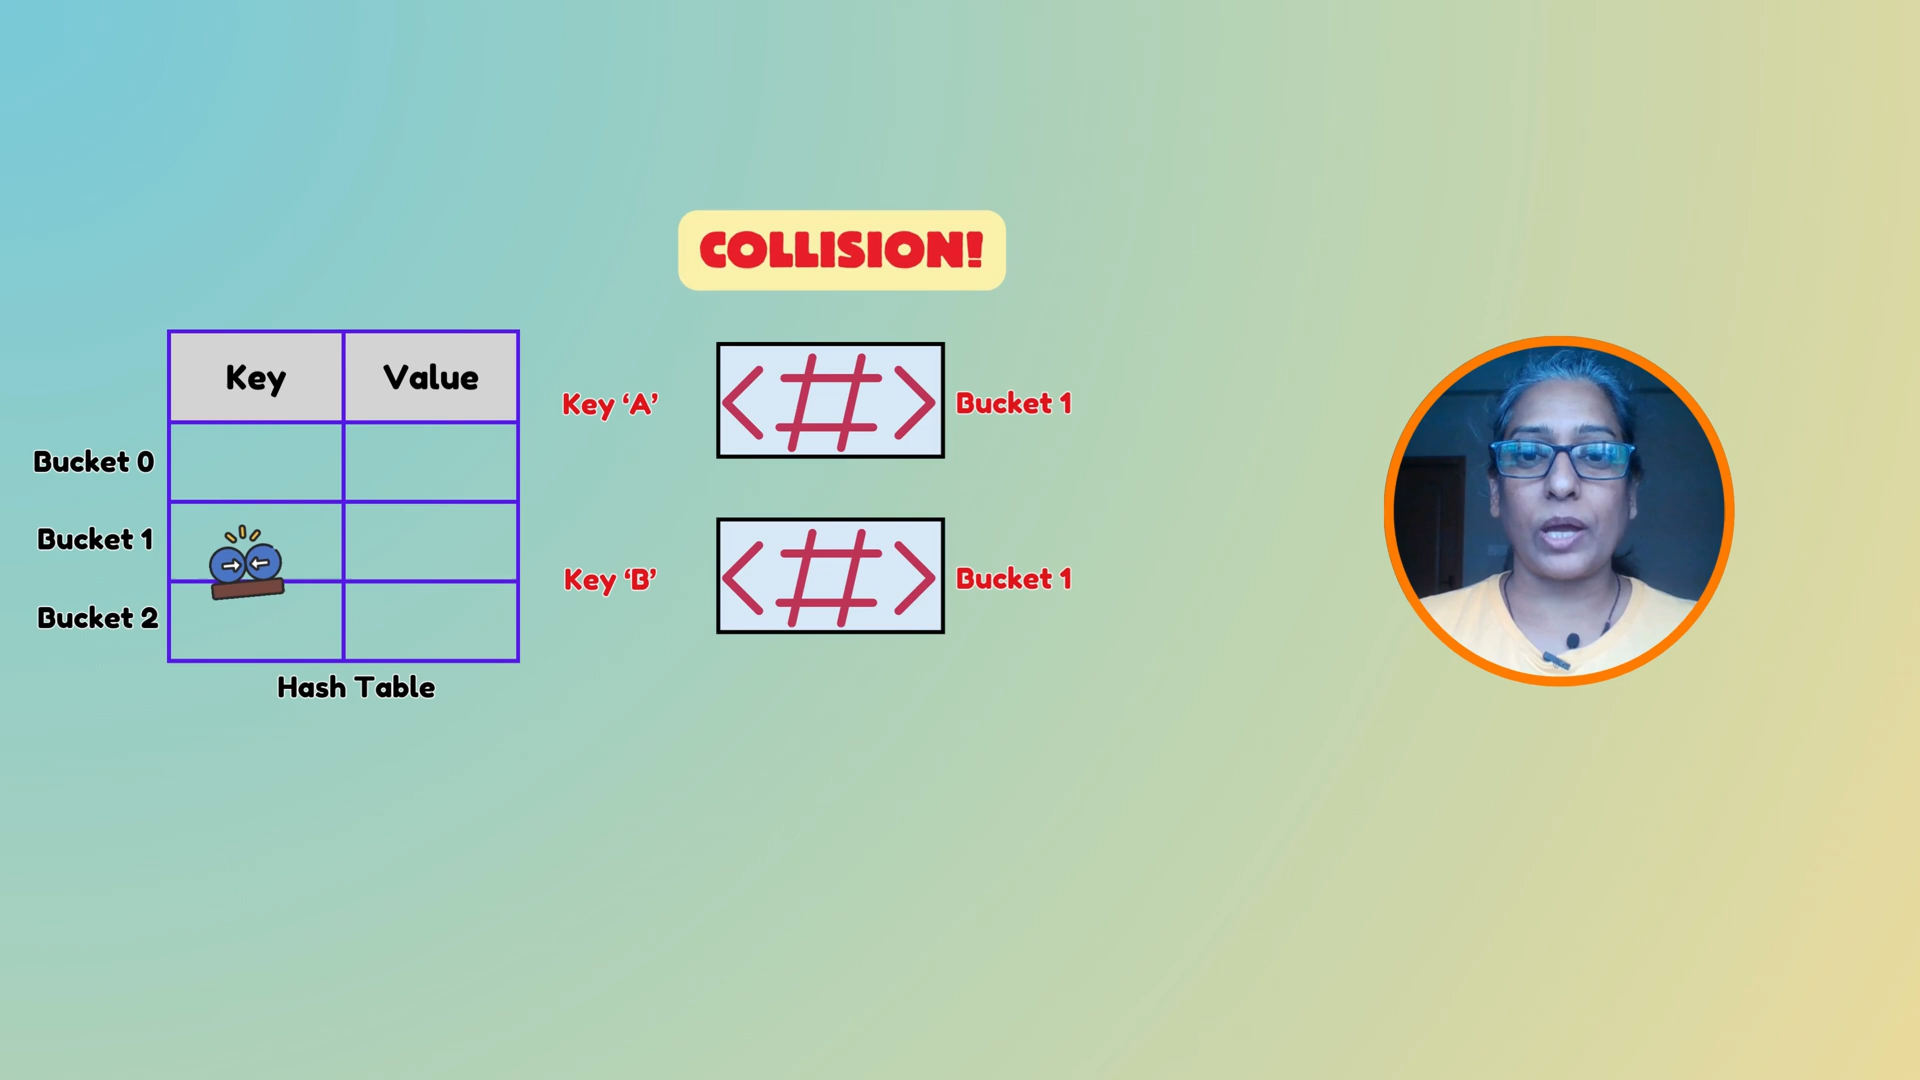 COLLISION!
Key Value
Bucket 0
Bucket 1
Bucket 2
Hash Table
Key ‘A’ <#> Bucket 1
Key ‘B’ <#> Bucket 1